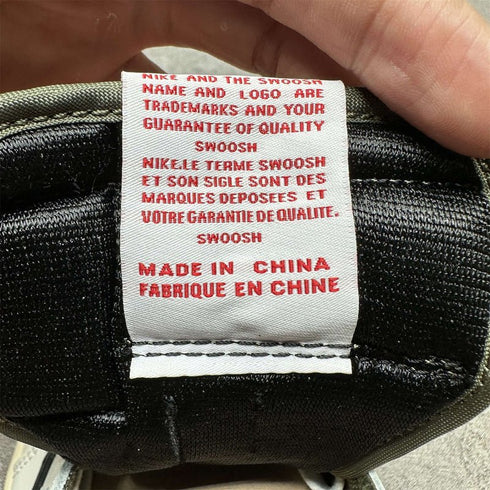 NIKE AND THE SWOOSH
NAME AND LOGO ARE
TRADEMARKS AND YOUR
GUARANTEE OF QUALITY
SWOOSH
NIKE.LE TERME SWOOSH
ET SON SIGLE SONT DES
MARQUES DEPOSEES ET
VOTRE GARANTIE DE QUALITE.
SWOOSH
MADE IN CHINA
FABRIQUE EN CHINE